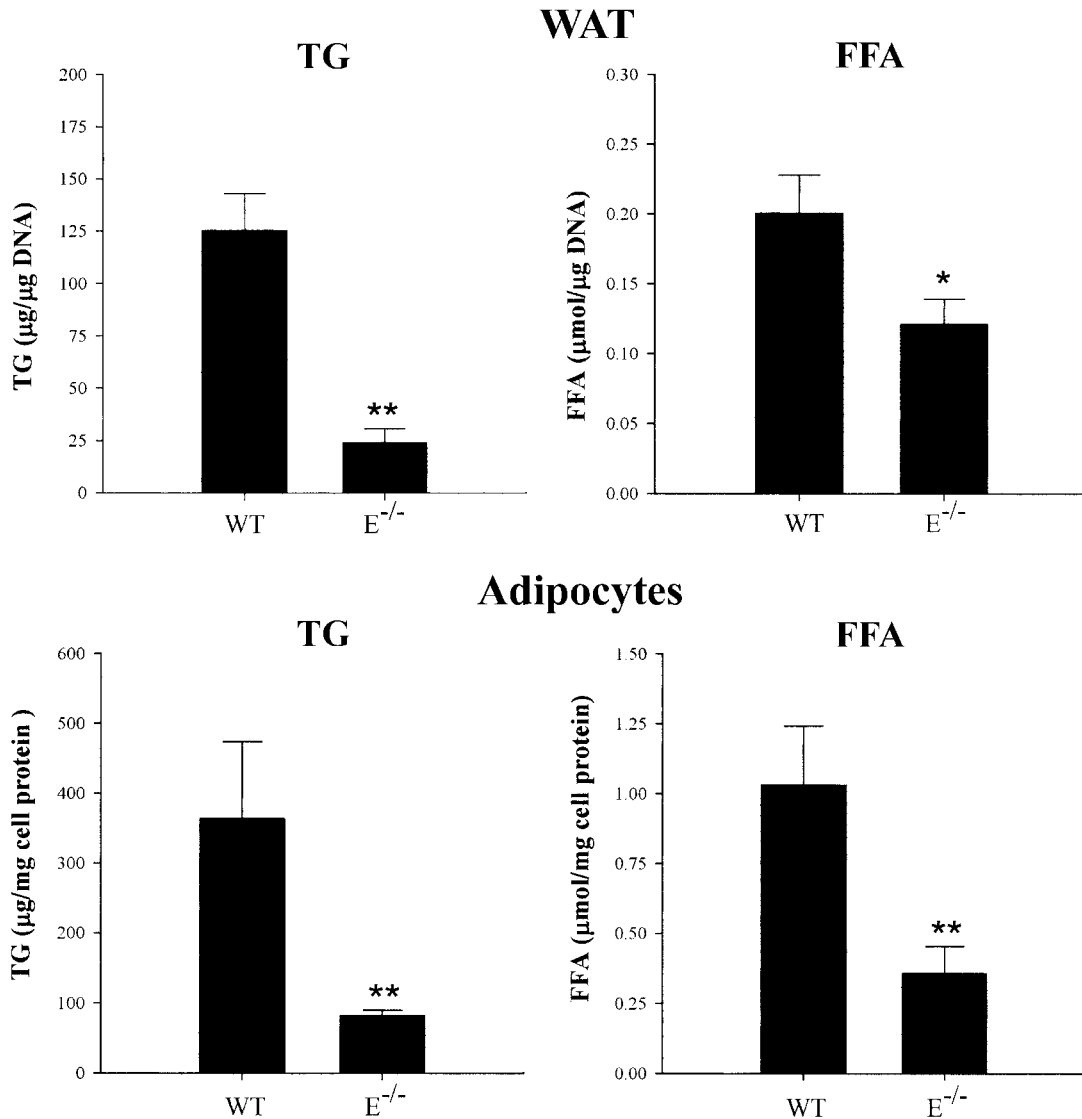 WAT
TG
TG (μg/μg DNA)
200
175
150
125
100
75
50
25
0
**
WT
E-/-
FFA
FFA (μmol/μg DNA)
0.30
0.25
0.20
0.15
0.10
0.05
0.00
*
WT
E-/-
Adipocytes
TG
TG (μg/mg cell protein )
600
500
400
300
200
100
0
**
WT
E-/-
FFA
FFA (μmol/mg cell protein)
1.50
1.25
1.00
0.75
0.50
0.25
0.00
**
WT
E-/-